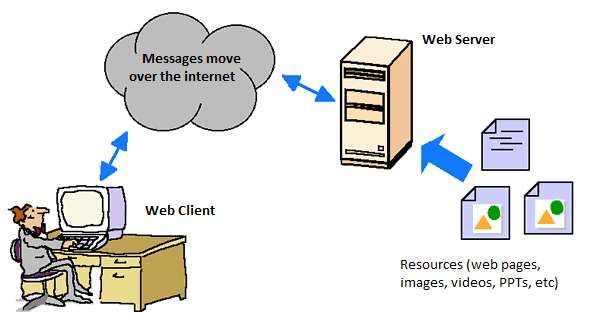 Messages move
over the internet
Web Server
Web Client
Resources (web pages,
images, videos, PPTs, etc)